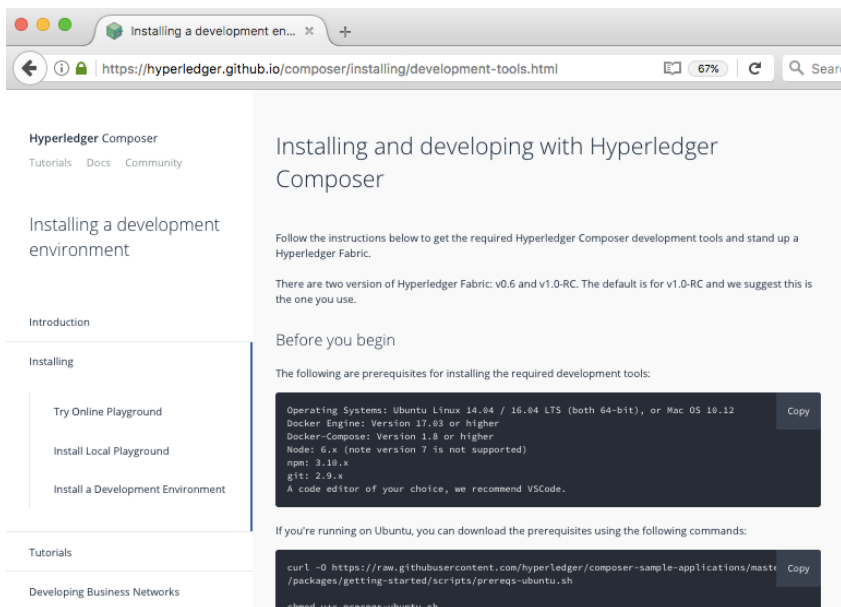 Installing a development en...
https://hyperledger.github.io/composer/installing/development-tools.html
67%
Hyperledger Composer
Tutorials Docs Community
Installing a development
environment
Introduction
Installing
Try Online Playground
Install Local Playground
Install a Development Environment
Tutorials
Developing Business Networks
Installing and developing with Hyperledger
Composer
Follow the instructions below to get the required Hyperledger Composer development tools and stand up a
Hyperledger Fabric.
There are two version of Hyperledger Fabric: v0.6 and v1.0-RC. The default is for v1.0-RC and we suggest this is
the one you use.
Before you begin
The following are prerequisites for installing the required development tools:
Copy
Operating Systems: Ubuntu Linux 14.04 / 16.04 LTS (both 64-bit), or Mac OS 10.12
Docker Engine: Version 17.03 or higher
Docker-Compose: Version 1.8 or higher
Node: 6.x (note version 7 is not supported)
npm: 3.10.x
git: 2.9.x
A code editor of your choice, we recommend VSCode.
If you're running on Ubuntu, you can download the prerequisites using the following commands:
Copy
curl -O https://raw.githubusercontent.com/hyperledger/composer-sample-applications/maste
/packages/getting-started/scripts/prereqs-ubuntu.sh